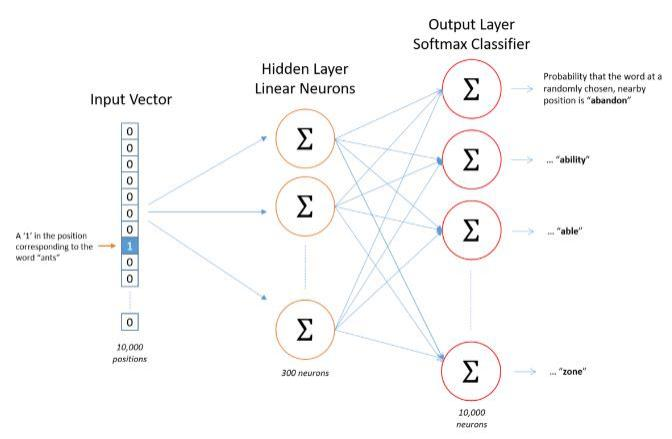 Output Layer
Softmax Classifier
Hidden Layer
Linear Neurons
Input Vector
0
0
0
0
0
0
0
1
0
0
0
A '1' in the position
corresponding to the
word "ants"
10,000
positions
Σ
Σ
Σ
300 neurons
Σ
Σ
Σ
Σ
10,000
neurons
Probability that the word at a
randomly chosen, nearby
position is "abandon"
... "ability"
... "able"
... "zone"